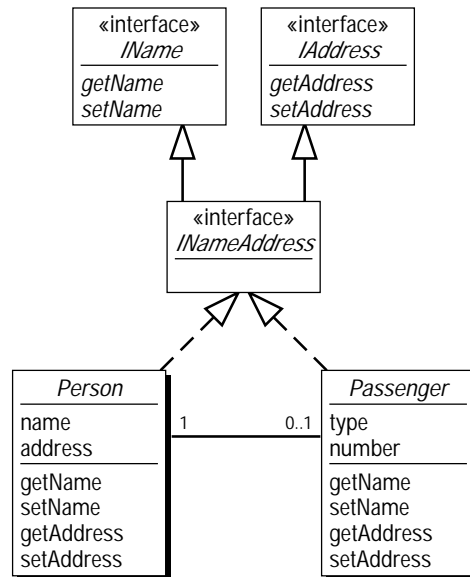 «interface»
IName
getName
setName
«interface»
IAddress
getAddress
setAddress
«interface»
INameAddress
Person
name
address
getName
setName
getAddress
setAddress
1
0..1
Passenger
type
number
getName
setName
getAddress
setAddress